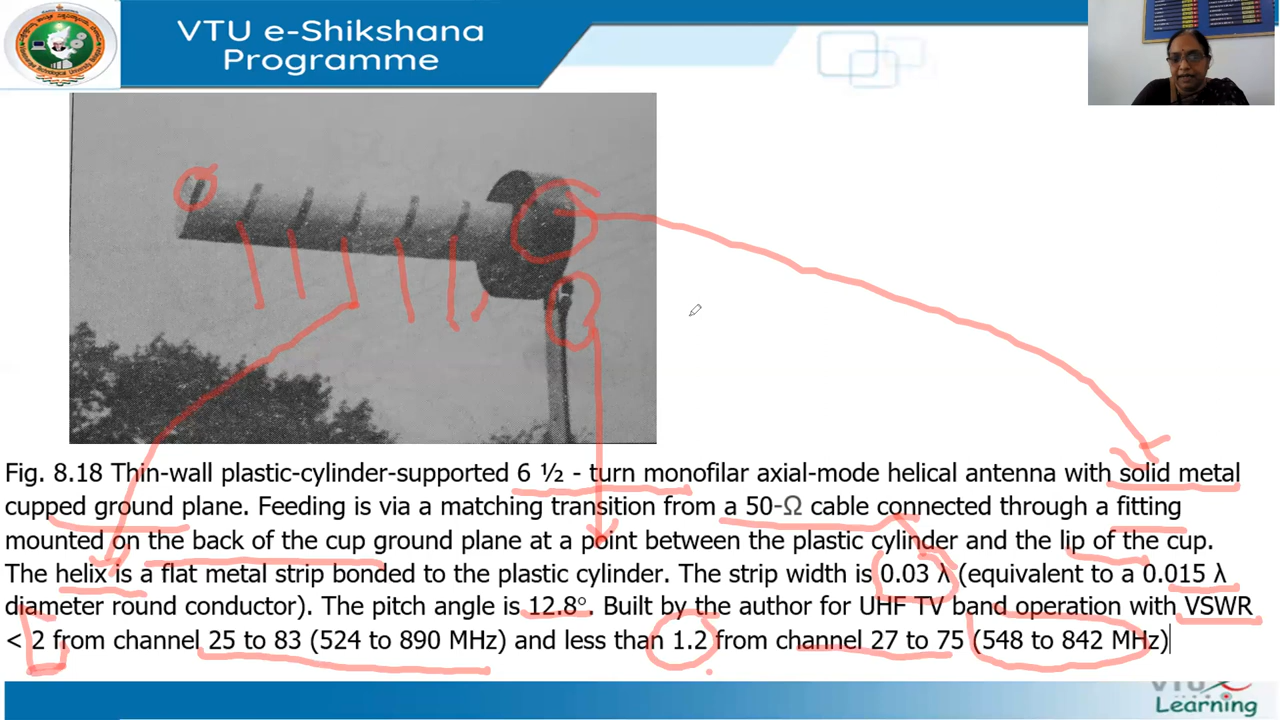 VTU e-Shikshana
Programme
Fig. 8.18 Thin-wall plastic-cylinder-supported 6 ½ - turn monofilar axial-mode helical antenna with solid metal
cupped ground plane. Feeding is via a matching transition from a 50-Ω cable connected through a fitting
mounted on the back of the cup ground plane at a point between the plastic cylinder and the lip of the cup.
The helix is a flat metal strip bonded to the plastic cylinder. The strip width is 0.03 λ (equivalent to a 0.015 λ
diameter round conductor). The pitch angle is 12.8°. Built by the author for UHF TV band operation with VSWR
< 2 from channel 25 to 83 (524 to 890 MHz) and less than 1.2 from channel 27 to 75 (548 to 842 MHz)
VTU
Learning